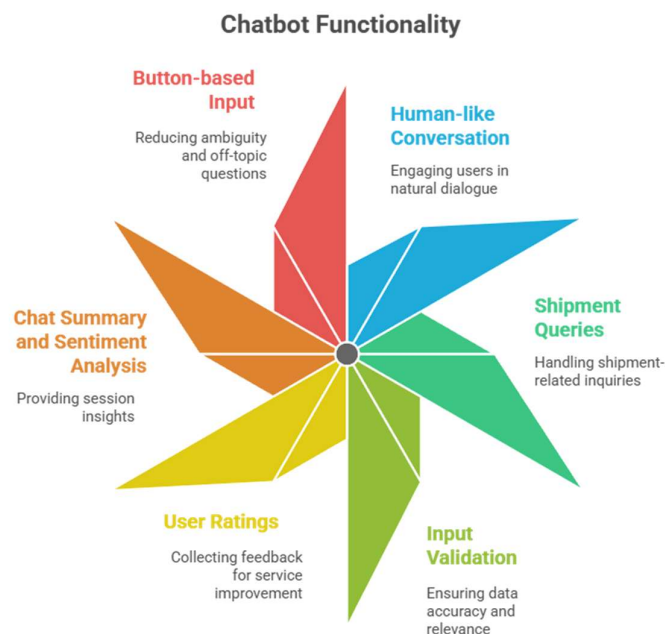 Chatbot Functionality
Button-based
Input
Reducing ambiguity
and off-topic
questions
Human-like
Conversation
Engaging users in
natural dialogue
Shipment
Queries
Handling shipment-
related inquiries
Chat Summary
and Sentiment
Analysis
Providing session
insights
User Ratings
Collecting feedback
for service
improvement
Input
Validation
Ensuring data
accuracy and
relevance